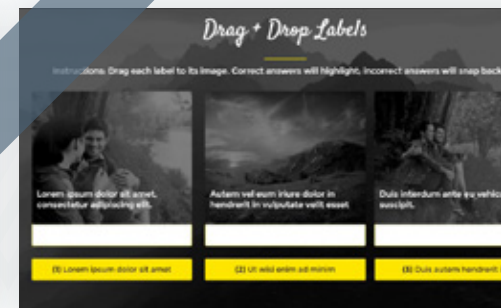 Drag + Drop Labels
Instructions: Drag each label to its image. Correct answers will highlight, incorrect answers will snap back
Lorem ipsum dolor sit amet,
consectetur adipiscing elit.
Autem vel eum iriure dolor in
hendrerit in vulputate velit esset
Duis interdum ante eu vehic
suscipit.
(1) Lorem ipsum dolor sit amet
(2) Ut wisi enim ad minim
(3) Duis autem hendrerit